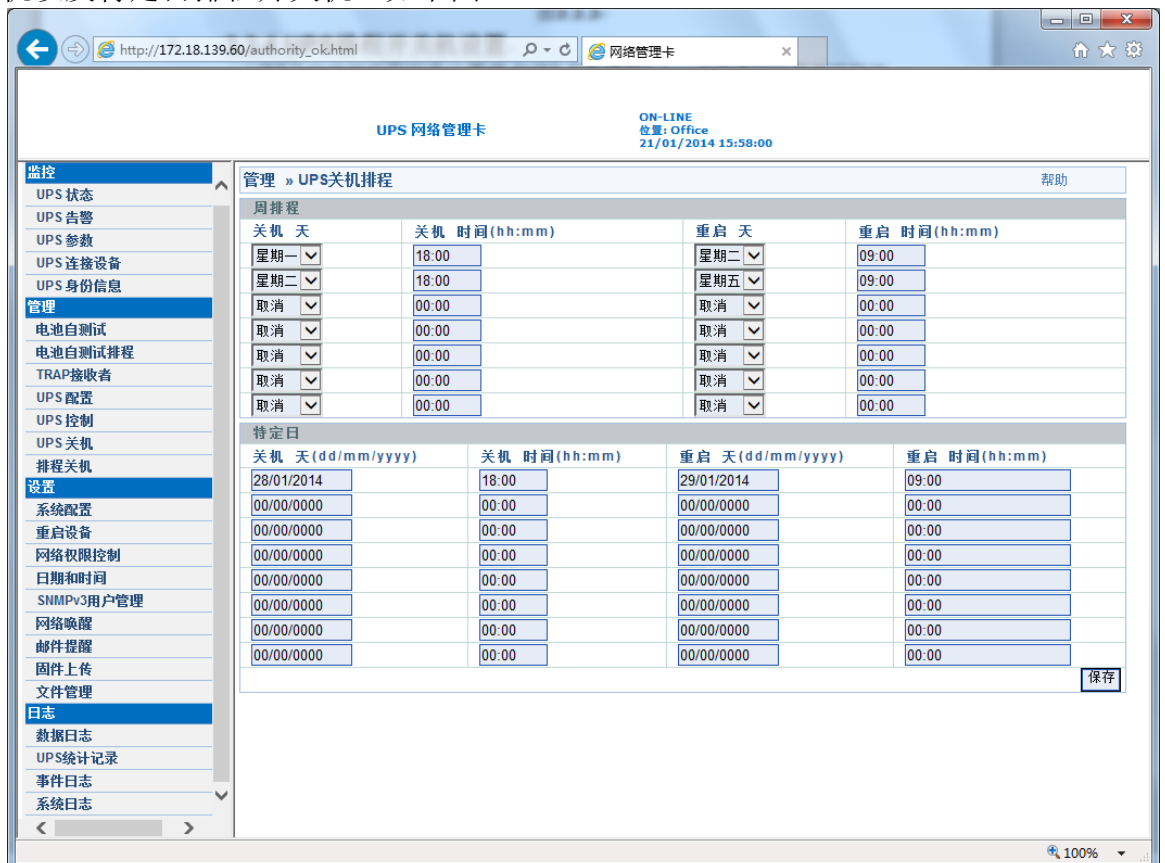 http://172.18.139.60/authority_ok.html
网络管理卡
UPS 网络管理卡
ON-LINE
位置: Office
21/01/2014 15:58:00
监控
UPS 状态
UPS 告警
UPS 参数
UPS 连接设备
UPS 身份信息
管理
电池自测试
电池自测试排程
TRAP接收者
UPS 配置
UPS 控制
UPS 关机
排程关机
设置
系统配置
重启设备
网络权限控制
日期和时间
SNMPv3用户管理
网络唤醒
邮件提醒
固件上传
文件管理
日志
数据日志
UPS统计记录
事件日志
系统日志
管理 » UPS关机排程 帮助
周排程
关机 天 关机 时间(hh:mm) 重启 天 重启 时间(hh:mm)
星期一 18:00 星期二 09:00
星期二 18:00 星期五 09:00
取消 00:00 取消 00:00
取消 00:00 取消 00:00
取消 00:00 取消 00:00
取消 00:00 取消 00:00
取消 00:00 取消 00:00
特定日
关机 天(dd/mm/yyyy) 关机 时间(hh:mm) 重启 天(dd/mm/yyyy) 重启 时间(hh:mm)
28/01/2014 18:00 29/01/2014 09:00
00/00/0000 00:00 00/00/0000 00:00
00/00/0000 00:00 00/00/0000 00:00
00/00/0000 00:00 00/00/0000 00:00
00/00/0000 00:00 00/00/0000 00:00
00/00/0000 00:00 00/00/0000 00:00
00/00/0000 00:00 00/00/0000 00:00
00/00/0000 00:00 00/00/0000 00:00
保存
100%